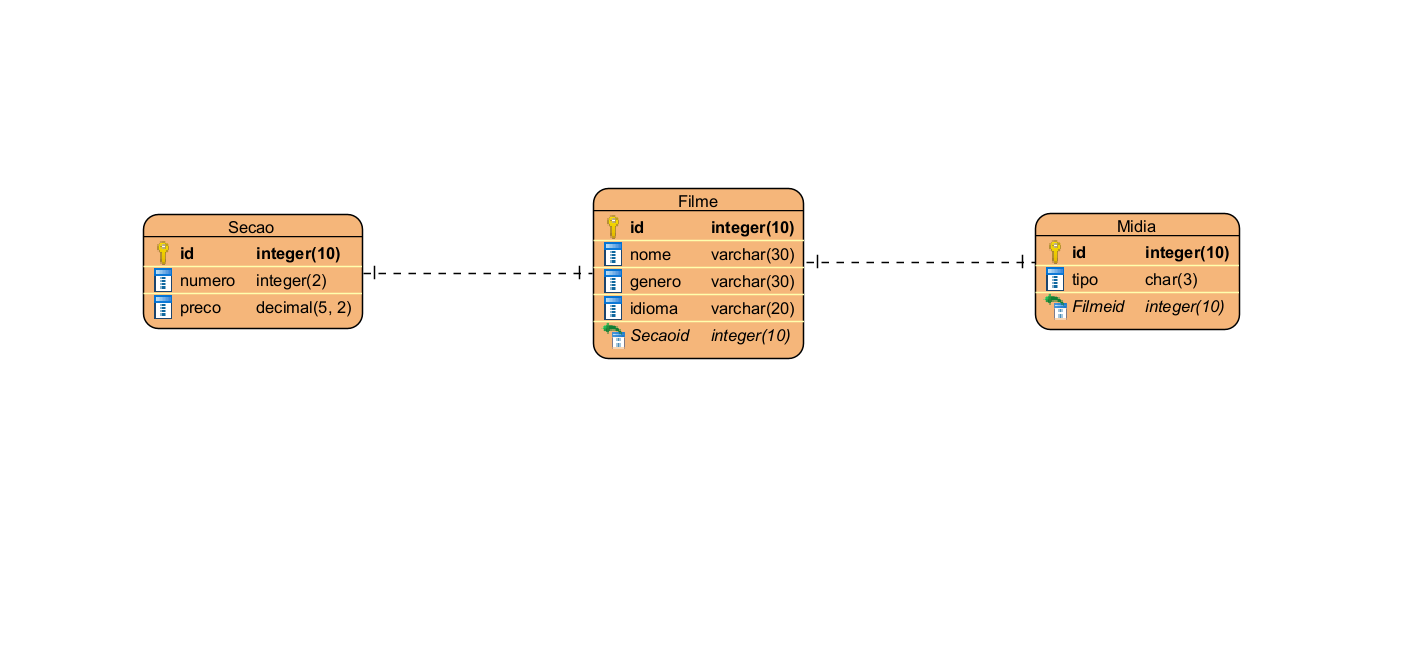 Secao
id integer(10)
numero integer(2)
preco decimal(5, 2)
Filme
id integer(10)
nome varchar(30)
genero varchar(30)
idioma varchar(20)
Secaoid integer(10)
Midia
id integer(10)
tipo char(3)
Filmeid integer(10)